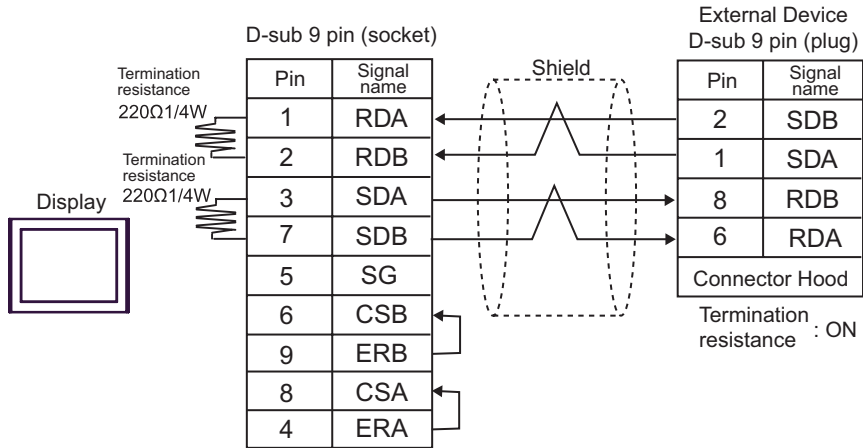 External Device
D-sub 9 pin (socket)
D-sub 9 pin (plug)
Termination
resistance
220Ω1/4W
Termination
resistance
220Ω1/4W
Display
Pin Signal name
1 RDA
2 RDB
3 SDA
7 SDB
5 SG
6 CSB
9 ERB
8 CSA
4 ERA
Shield
Pin Signal name
2 SDB
1 SDA
8 RDB
6 RDA
Connector Hood
Termination
resistance : ON